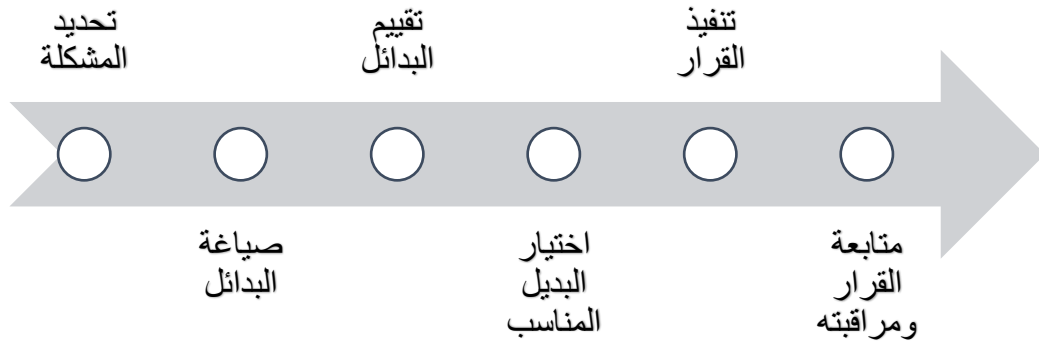 تحديد
المشكلة
صياغة
البدائل
تقييم
البدائل
اختيار
البديل
المناسب
تنفيذ
القرار
متابعة
القرار
ومراقبته